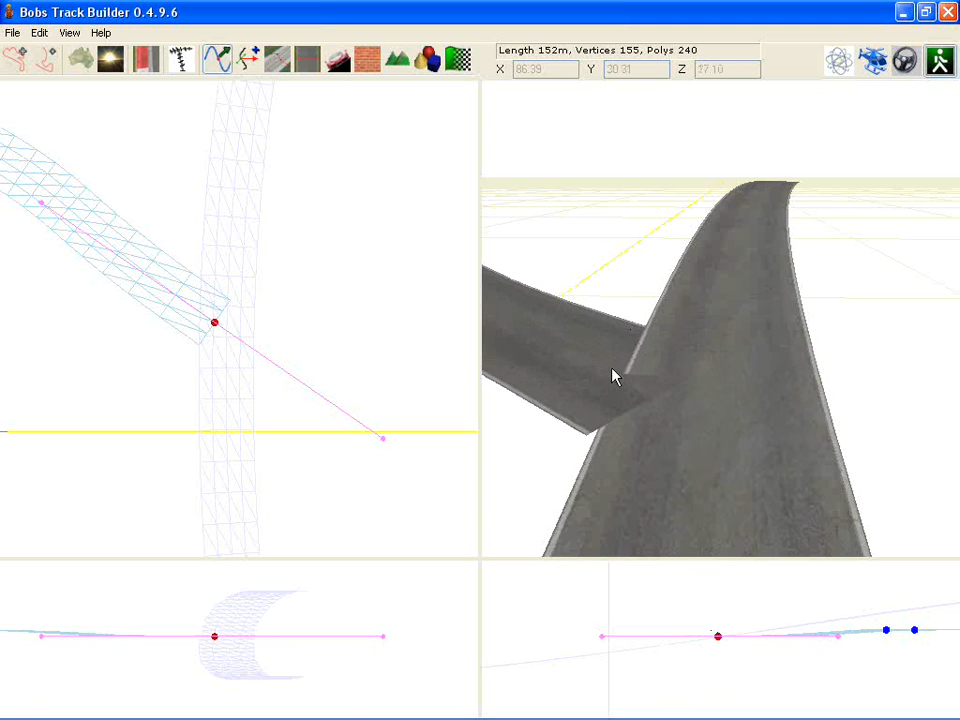 Bobs Track Builder 0.4.9.6
File Edit View Help
Length 152m, Vertices 155, Polys 240
X 86.39 Y 30.31 Z 77.10